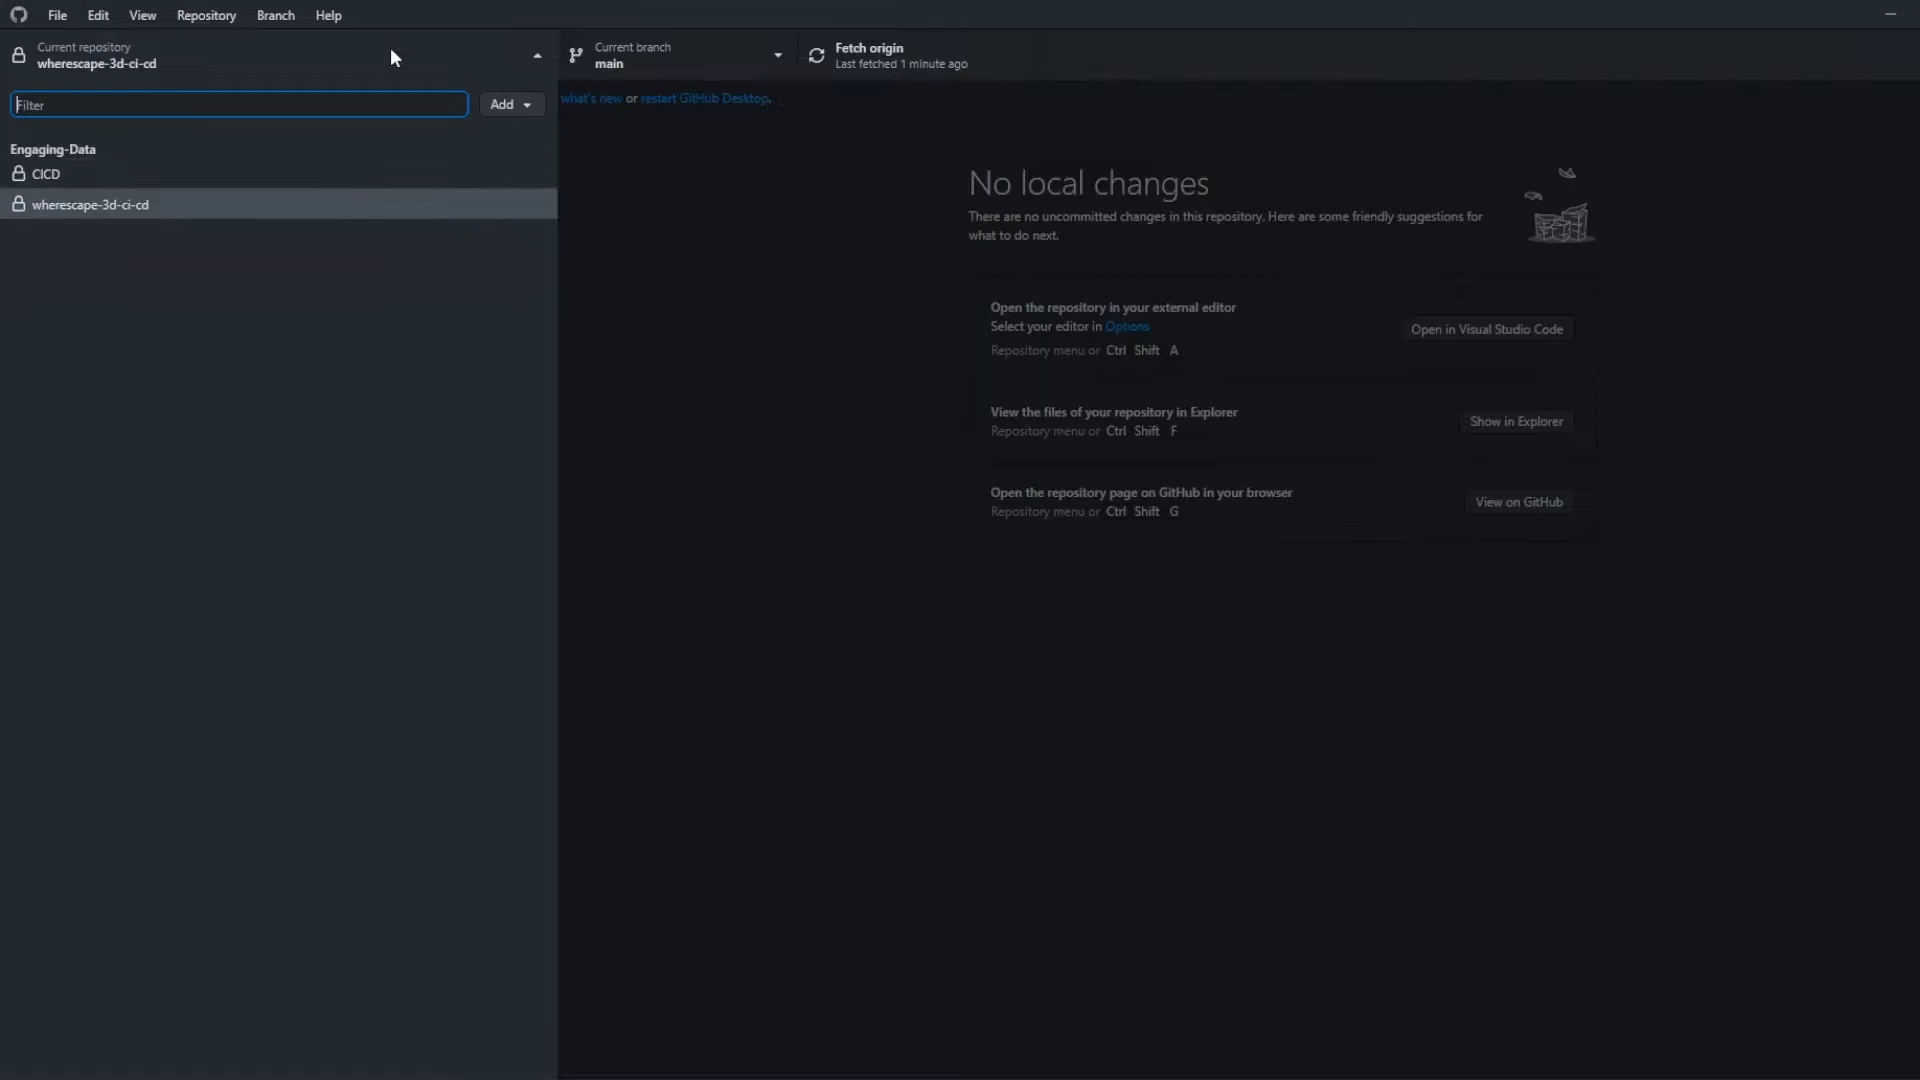 File Edit View Repository Branch Help
Current repository
wherescape-3d-ci-cd
Current branch
main
Fetch origin
Last fetched 1 minute ago
Filter
Add
what's new or restart GitHub Desktop.
Engaging-Data
CICD
wherescape-3d-ci-cd
No local changes
There are no uncommitted changes in this repository. Here are some friendly suggestions for
what to do next.
Open the repository in your external editor
Select your editor in Options
Repository menu or Ctrl Shift A
Open in Visual Studio Code
View the files of your repository in Explorer
Repository menu or Ctrl Shift F
Show in Explorer
Open the repository page on GitHub in your browser
Repository menu or Ctrl Shift G
View on GitHub